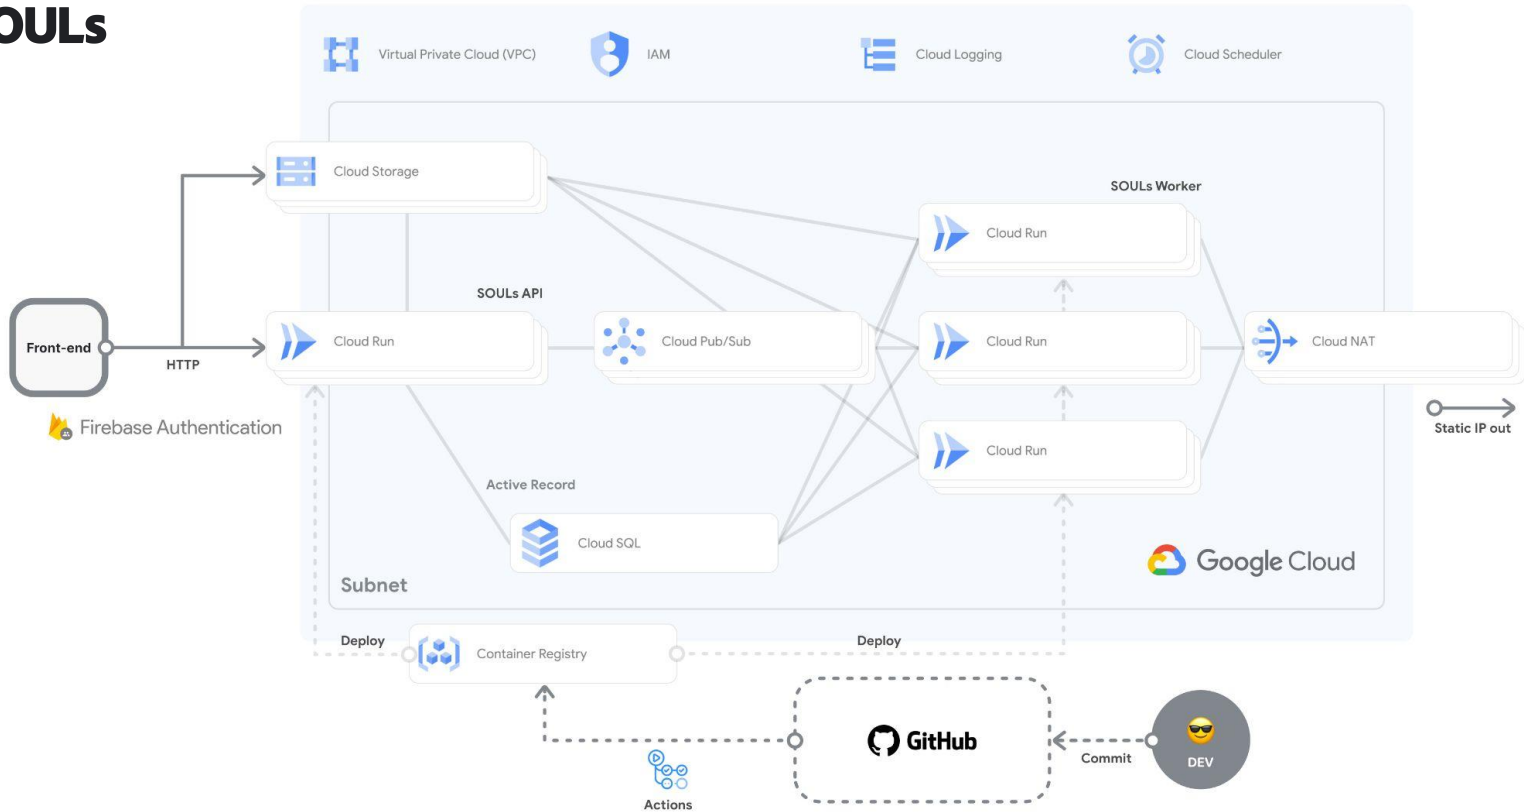 OULs
Virtual Private Cloud (VPC)
IAM
Cloud Logging
Cloud Scheduler
Cloud Storage
SOULs Worker
Cloud Run
SOULs API
Front-end
HTTP
Cloud Run
Cloud Pub/Sub
Cloud Run
Cloud NAT
Firebase Authentication
Static IP out
Cloud Run
Active Record
Cloud SQL
Google Cloud
Subnet
Deploy
Container Registry
Deploy
GitHub
Commit
DEV
Actions